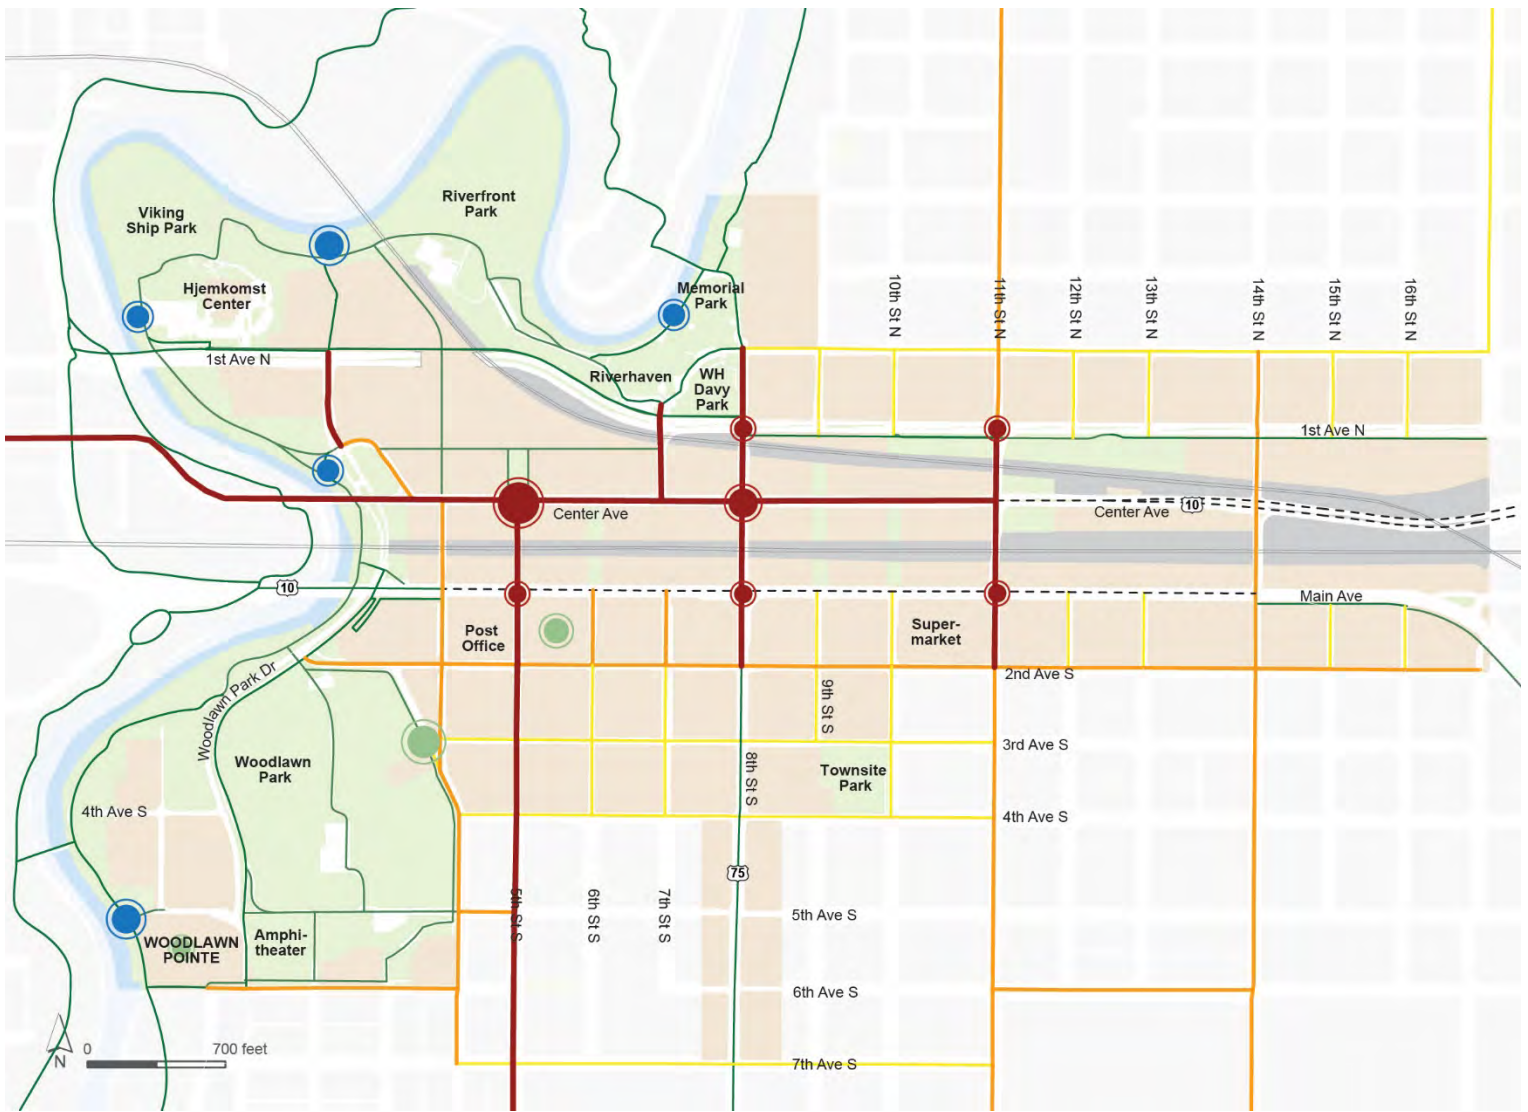 Viking
Ship Park
Riverfront
Park
Hjemkomst
Center
Memorial
Park
10th St N
11th St N
12th St N
13th St N
14th St N
15th St N
16th St N
1st Ave N
Riverhaven
WH
Davy
Park
1st Ave N
Center Ave
Center Ave
10
10
Main Ave
Post
Office
Super-
market
2nd Ave S
Woodlawn Park Dr
9th St S
3rd Ave S
Woodlawn
Park
8th St S
Townsite
Park
4th Ave S
4th Ave S
75
5th St S
6th St S
7th St S
5th Ave S
WOODLAWN
POINTE
Amphi-
theater
6th Ave S
7th Ave S
N
0
700 feet